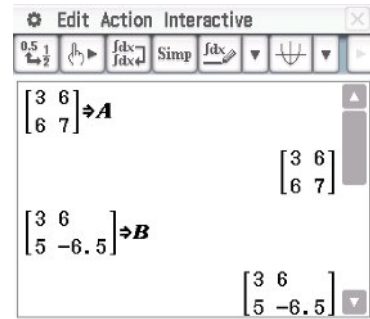 Edit Action Interactive
0.5 1/2 ∫dx ∫dx Simp ∫dx
[3 6
6 7]⇒A
[3 6
6 7]
[3 6
5 -6.5]⇒B
[3 6
5 -6.5]